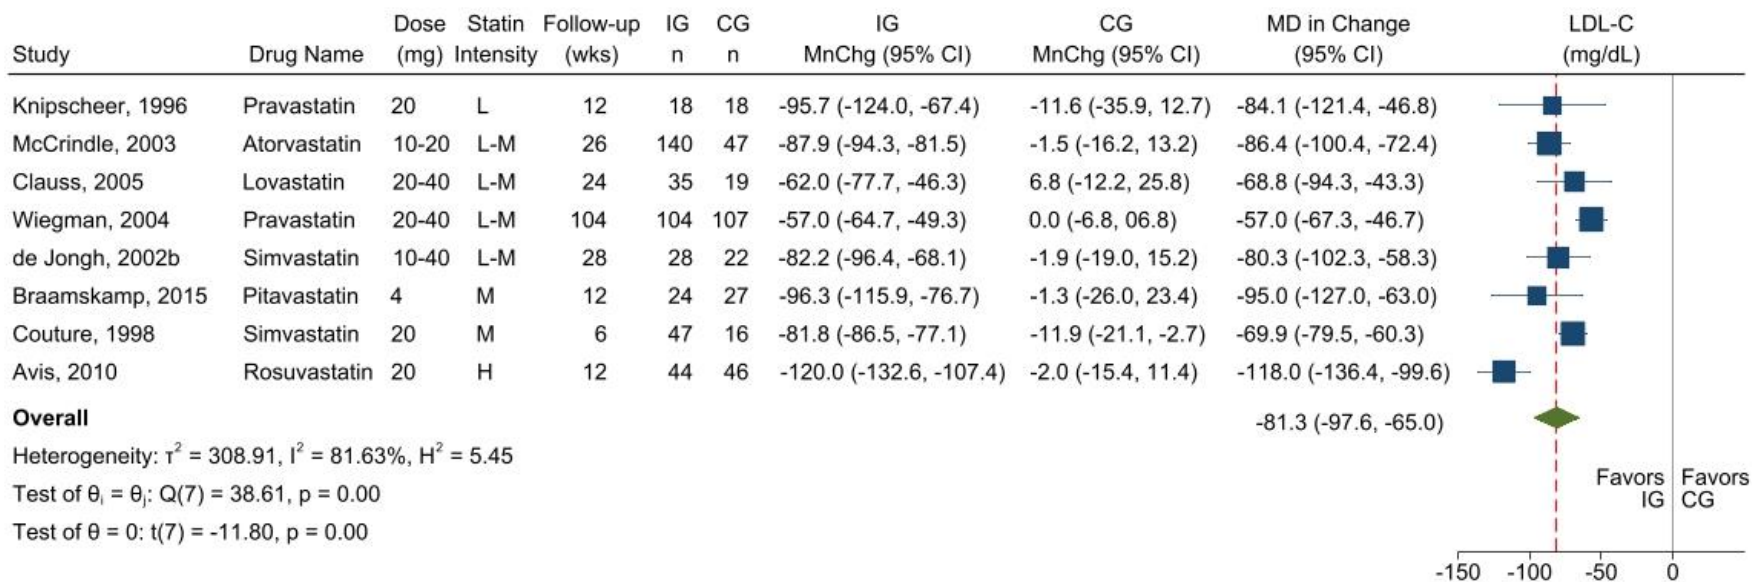 Dose Statin Follow-up IG CG IG CG MD in Change LDL-C
Study Drug Name (mg) Intensity (wks) n n MnChg (95% CI) MnChg (95% CI) (95% CI) (mg/dL)
Knipscheer, 1996 Pravastatin 20 L 12 18 18 -95.7 (-124.0, -67.4) -11.6 (-35.9, 12.7) -84.1 (-121.4, -46.8)
McCrindle, 2003 Atorvastatin 10-20 L-M 26 140 47 -87.9 (-94.3, -81.5) -1.5 (-16.2, 13.2) -86.4 (-100.4, -72.4)
Clauss, 2005 Lovastatin 20-40 L-M 24 35 19 -62.0 (-77.7, -46.3) 6.8 (-12.2, 25.8) -68.8 (-94.3, -43.3)
Wiegman, 2004 Pravastatin 20-40 L-M 104 104 107 -57.0 (-64.7, -49.3) 0.0 (-6.8, 06.8) -57.0 (-67.3, -46.7)
de Jongh, 2002b Simvastatin 10-40 L-M 28 28 22 -82.2 (-96.4, -68.1) -1.9 (-19.0, 15.2) -80.3 (-102.3, -58.3)
Braamskamp, 2015 Pitavastatin 4 M 12 24 27 -96.3 (-115.9, -76.7) -1.3 (-26.0, 23.4) -95.0 (-127.0, -63.0)
Couture, 1998 Simvastatin 20 M 6 47 16 -81.8 (-86.5, -77.1) -11.9 (-21.1, -2.7) -69.9 (-79.5, -60.3)
Avis, 2010 Rosuvastatin 20 H 12 44 46 -120.0 (-132.6, -107.4) -2.0 (-15.4, 11.4) -118.0 (-136.4, -99.6)
Overall -81.3 (-97.6, -65.0)
Heterogeneity: τ² = 308.91, I² = 81.63%, H² = 5.45
Test of θᵢ = θⱼ: Q(7) = 38.61, p = 0.00
Test of θ = 0: t(7) = -11.80, p = 0.00
Favors Favors
IG CG
-150 -100 -50 0